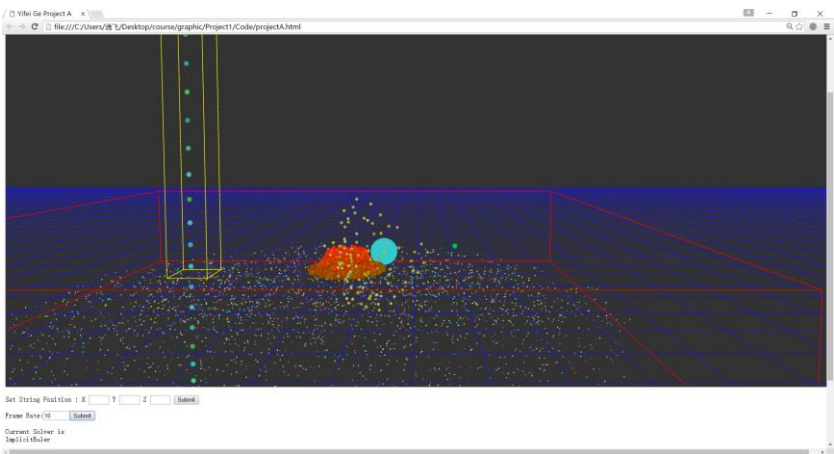 Yifei Ge Project A
file:///C:/Users/逸飞/Desktop/course/graphic/Project1/Code/projectA.html
Set String Position : X Y Z Submit
Frame Rate: 10 Submit
Current Solver is
ImplicitEuler